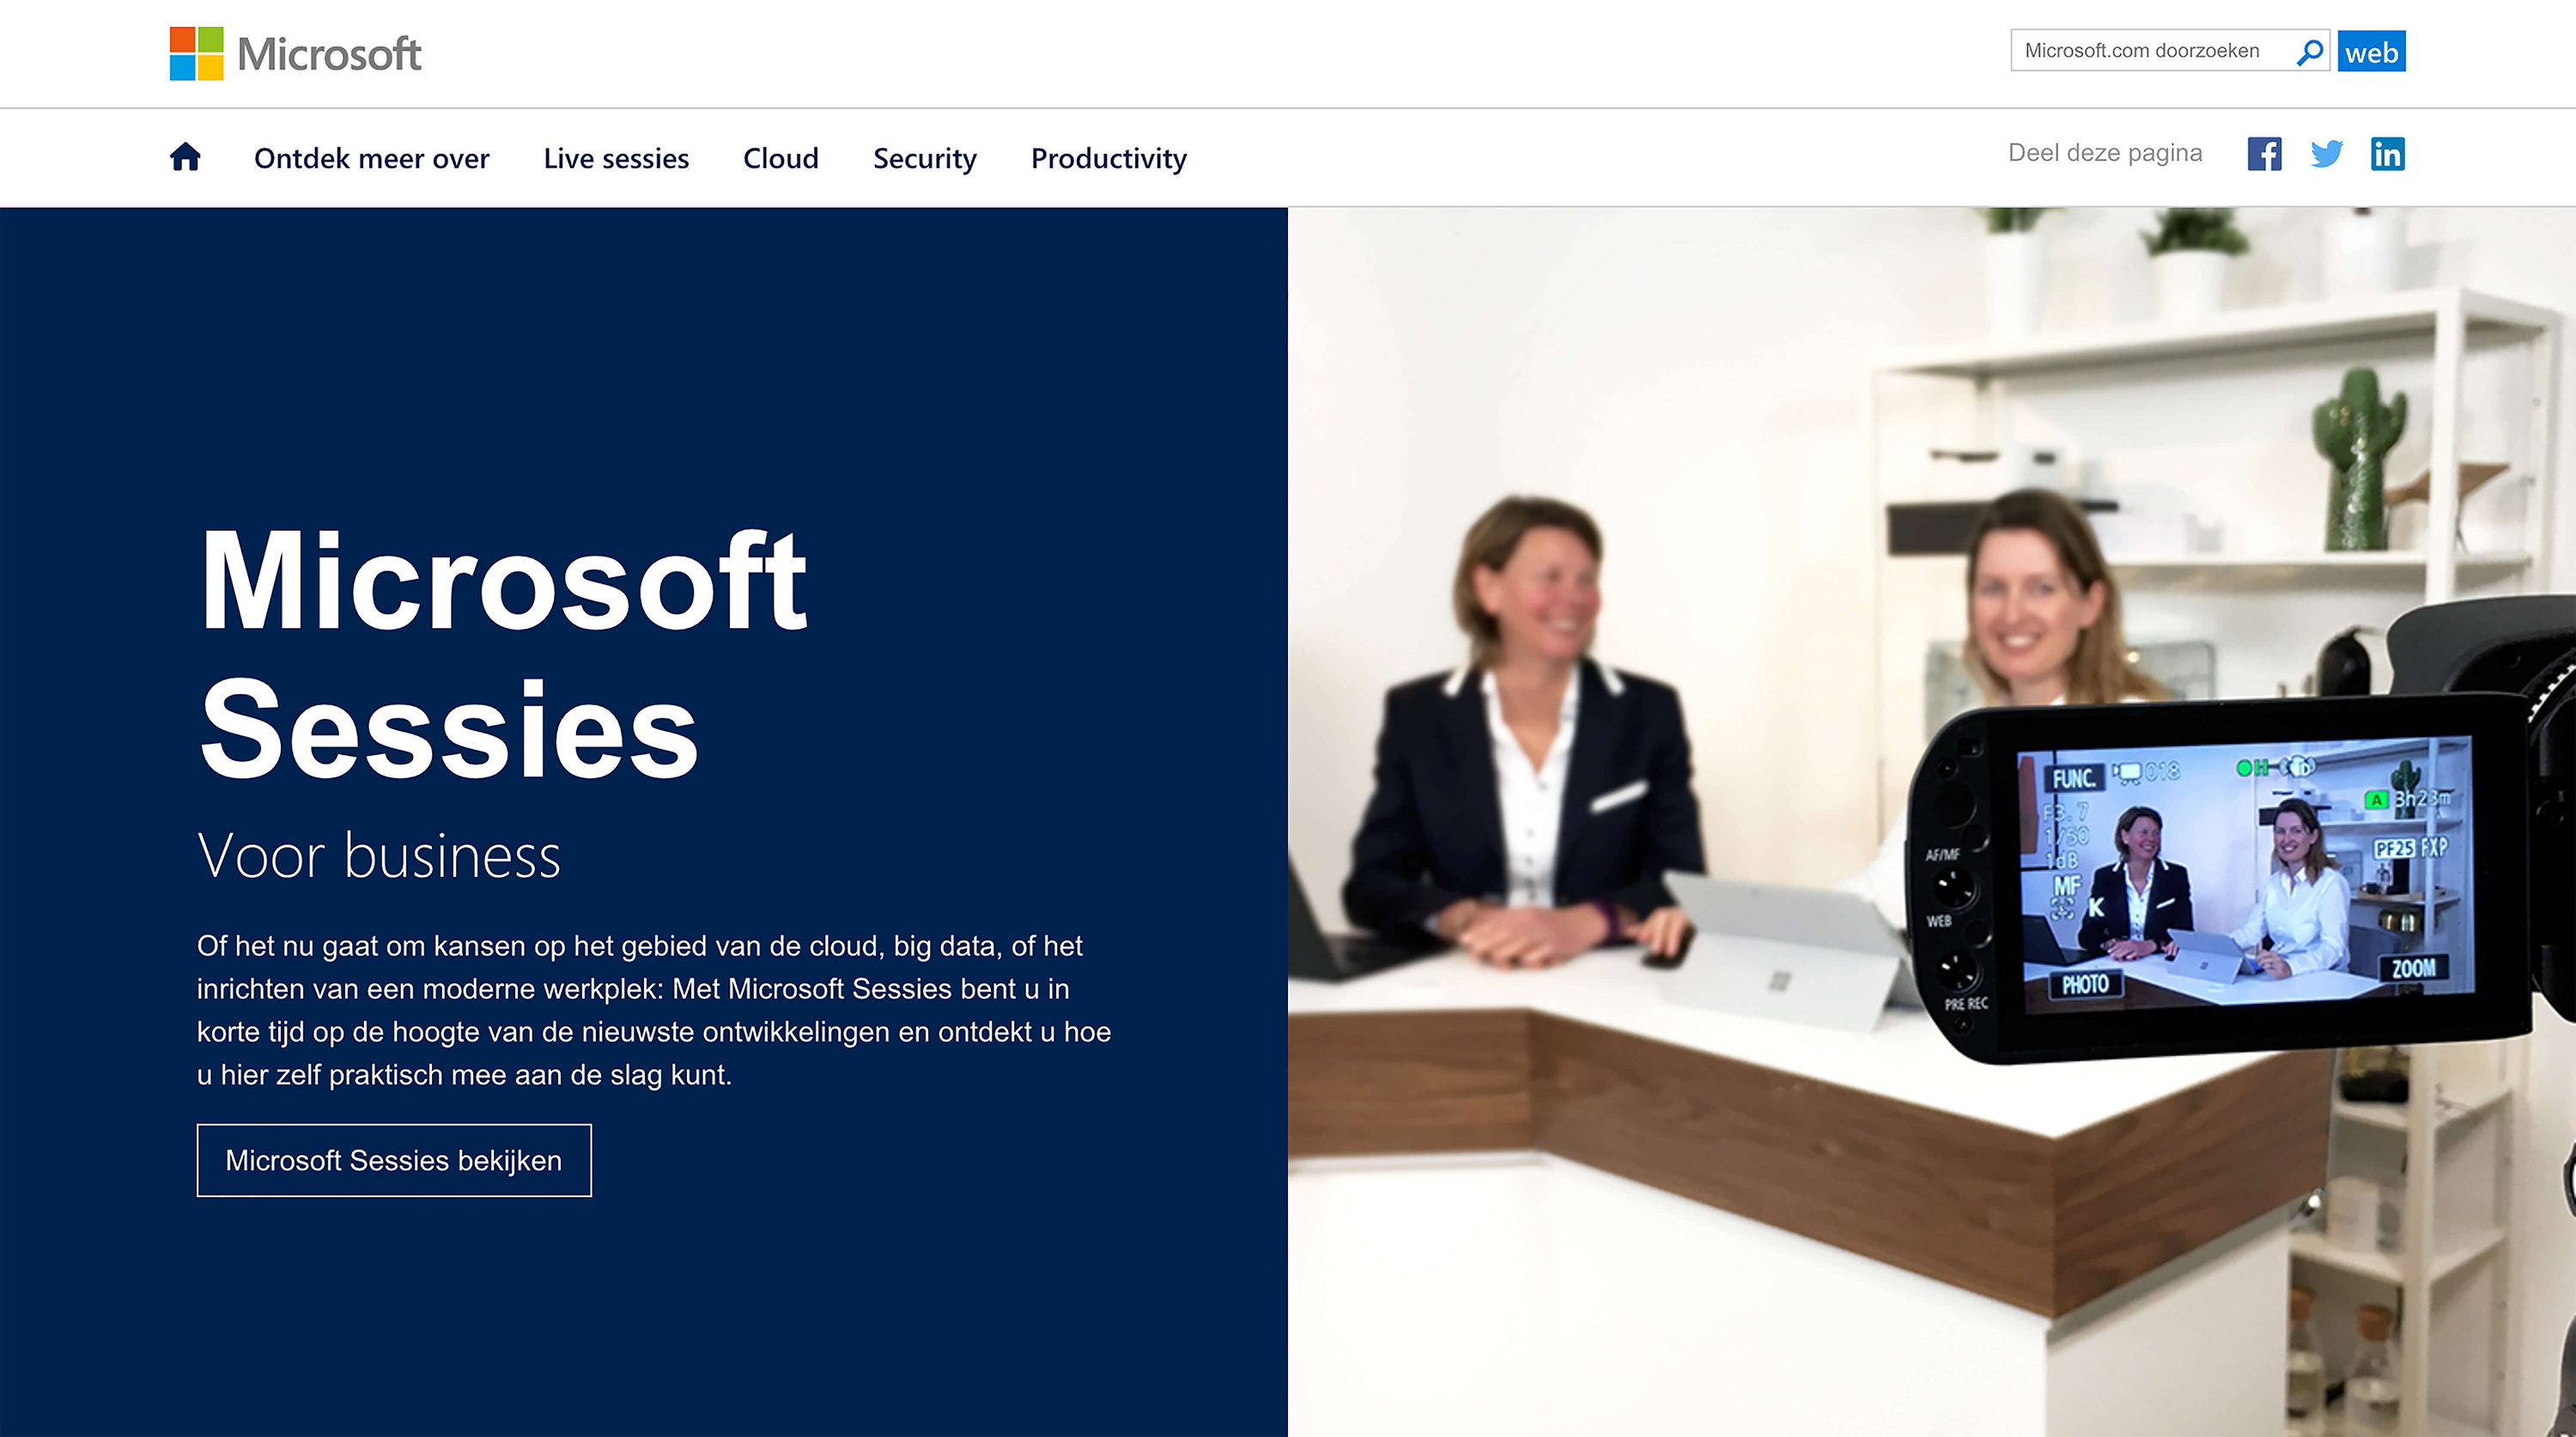 Microsoft
Microsoft.com doorzoeken
web
Ontdek meer over
Live sessies
Cloud
Security
Productivity
Deel deze pagina
Microsoft
Sessies
Voor business
Of het nu gaat om kansen op het gebied van de cloud, big data, of het
inrichten van een moderne werkplek: Met Microsoft Sessies bent u in
korte tijd op de hoogte van de nieuwste ontwikkelingen en ontdekt u hoe
u hier zelf praktisch mee aan de slag kunt.
Microsoft Sessies bekijken
FUNC.
018
3h23m
F3.7
1/50
1dB
PF25 FXP
MF
K
PHOTO
ZOOM
AF/MF
WEB
PRE REC